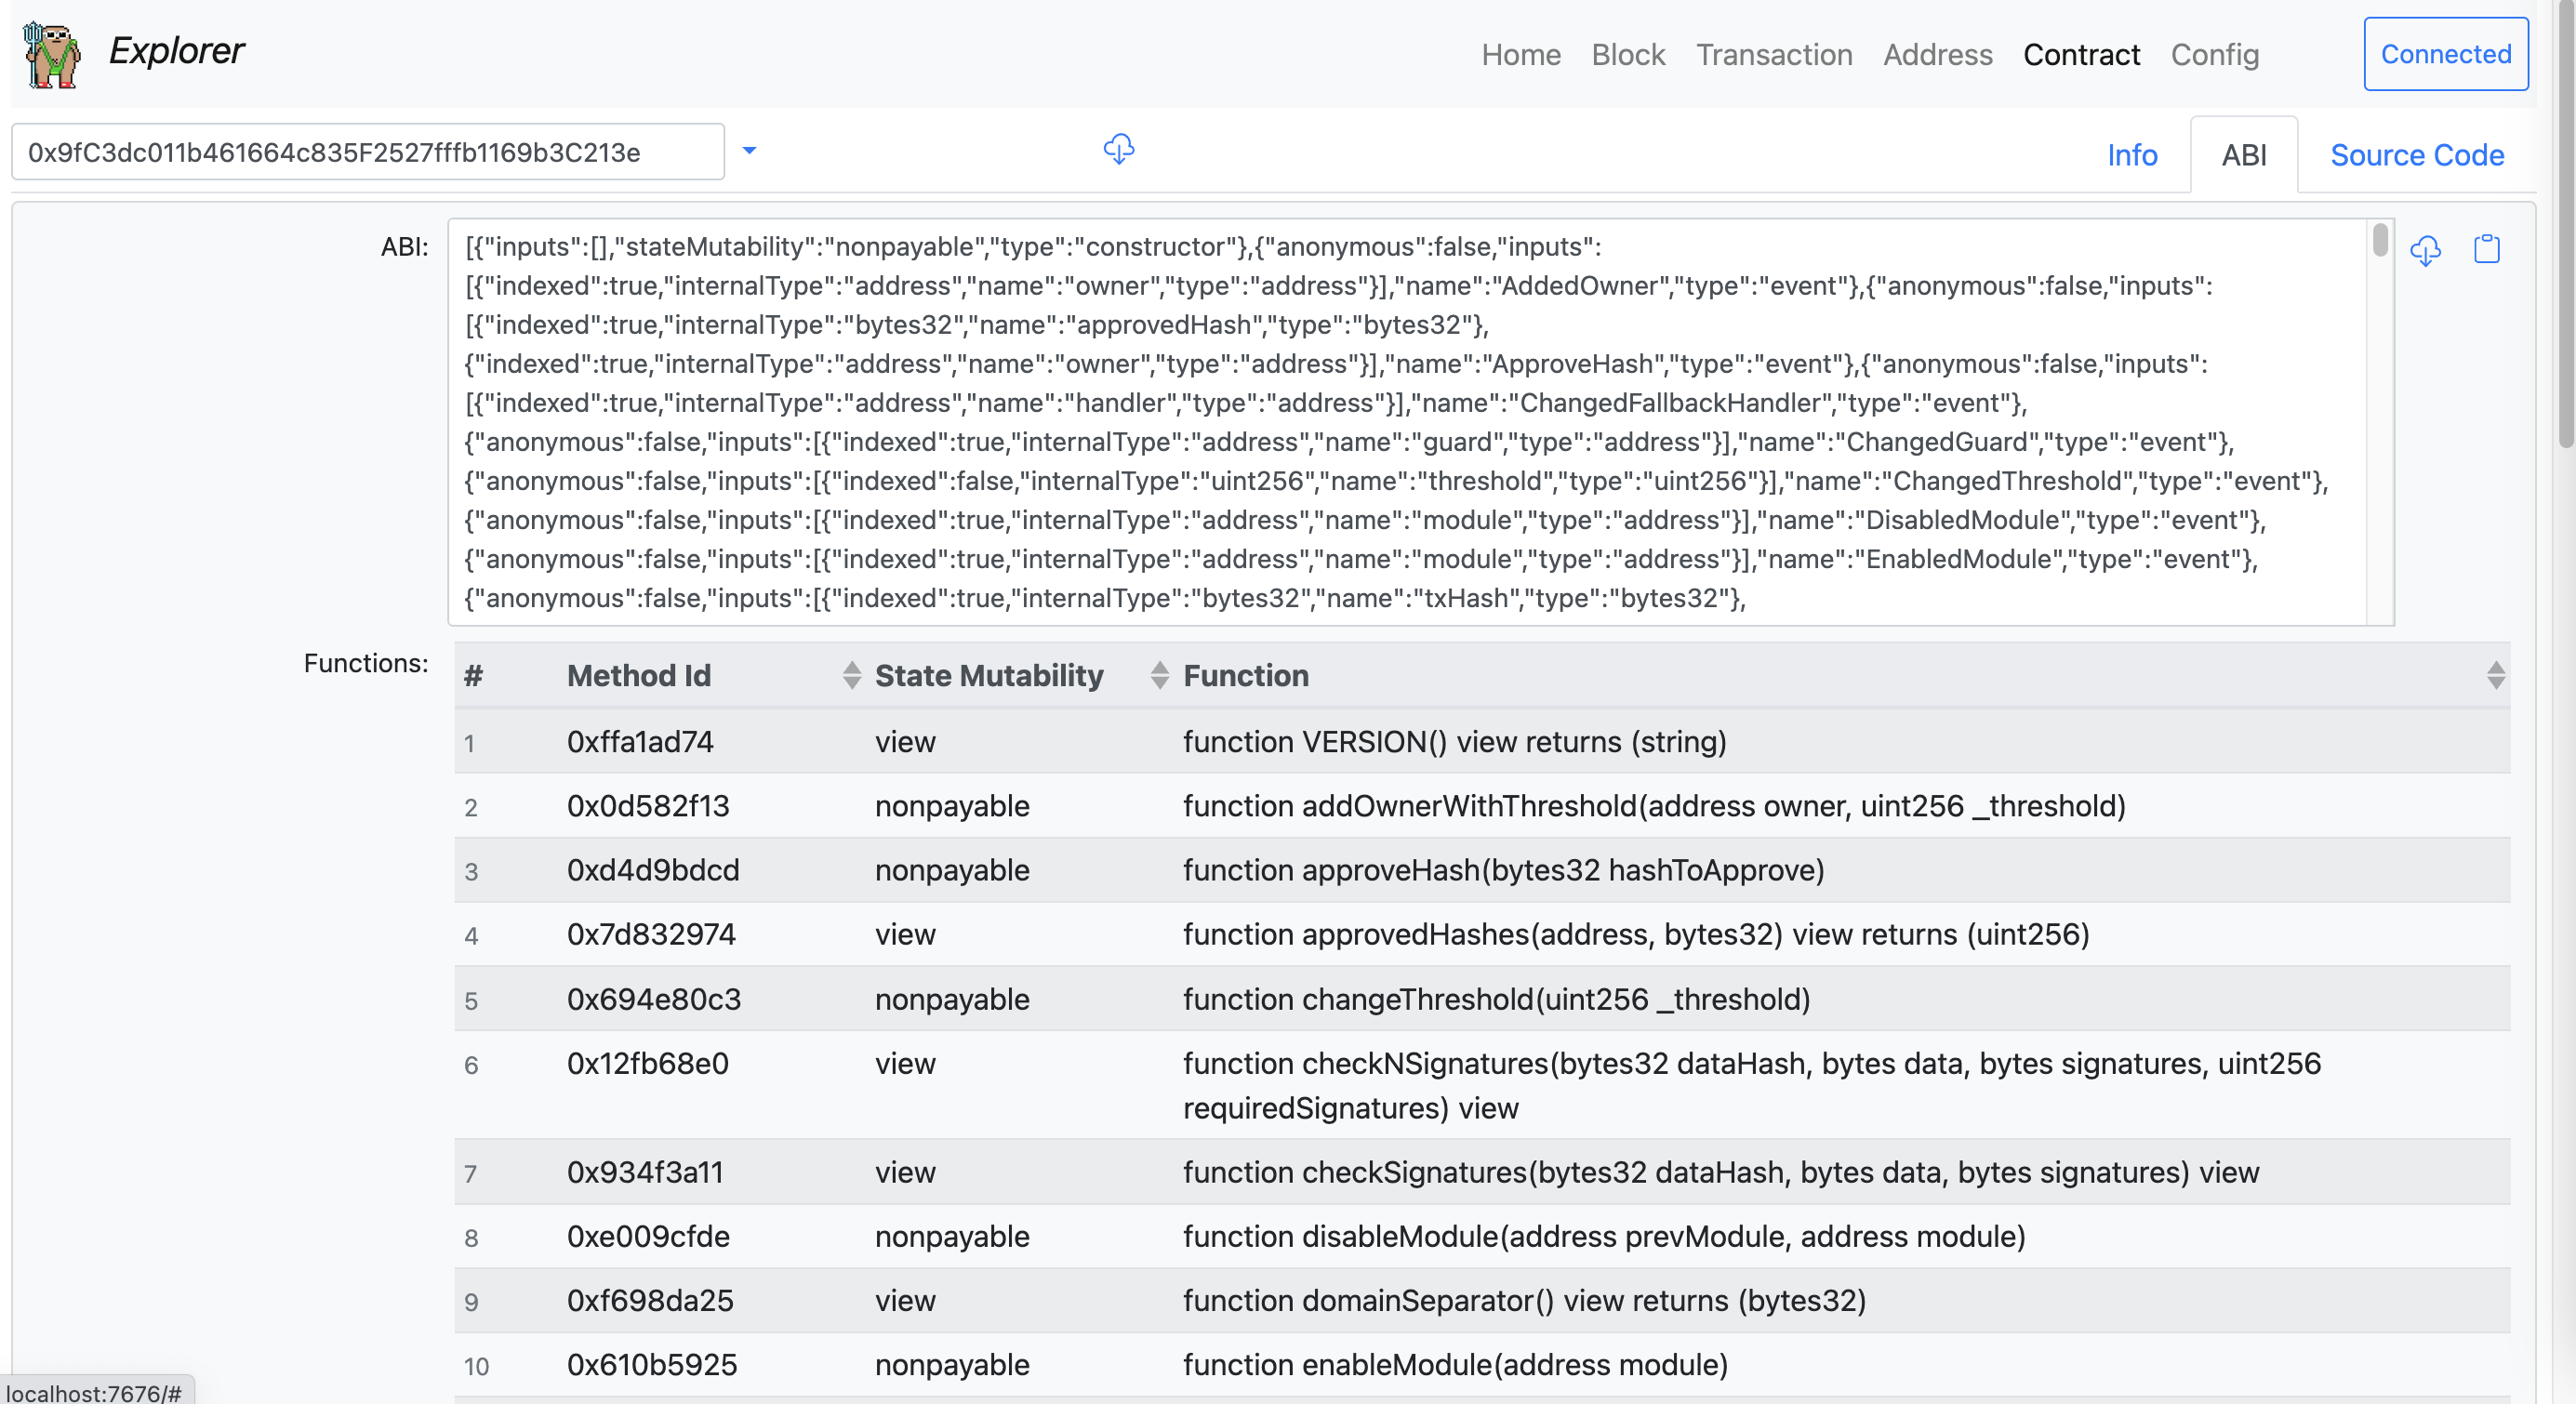 Explorer
Home Block Transaction Address Contract Config Connected
0x9fC3dc011b461664c835F2527fffb1169b3C213e
Info ABI Source Code
ABI:
[{"inputs":[],"stateMutability":"nonpayable","type":"constructor"},{"anonymous":false,"inputs":
[{"indexed":true,"internalType":"address","name":"owner","type":"address"}],"name":"AddedOwner","type":"event"},{"anonymous":false,"inputs":
[{"indexed":true,"internalType":"bytes32","name":"approvedHash","type":"bytes32"},
{"indexed":true,"internalType":"address","name":"owner","type":"address"}],"name":"ApproveHash","type":"event"},{"anonymous":false,"inputs":
[{"indexed":true,"internalType":"address","name":"handler","type":"address"}],"name":"ChangedFallbackHandler","type":"event"},
{"anonymous":false,"inputs":[{"indexed":true,"internalType":"address","name":"guard","type":"address"}],"name":"ChangedGuard","type":"event"},
{"anonymous":false,"inputs":[{"indexed":false,"internalType":"uint256","name":"threshold","type":"uint256"}],"name":"ChangedThreshold","type":"event"},
{"anonymous":false,"inputs":[{"indexed":true,"internalType":"address","name":"module","type":"address"}],"name":"DisabledModule","type":"event"},
{"anonymous":false,"inputs":[{"indexed":true,"internalType":"address","name":"module","type":"address"}],"name":"EnabledModule","type":"event"},
{"anonymous":false,"inputs":[{"indexed":true,"internalType":"bytes32","name":"txHash","type":"bytes32"},
Functions:
# Method Id State Mutability Function
1 0xffa1ad74 view function VERSION() view returns (string)
2 0x0d582f13 nonpayable function addOwnerWithThreshold(address owner, uint256 _threshold)
3 0xd4d9bdcd nonpayable function approveHash(bytes32 hashToApprove)
4 0x7d832974 view function approvedHashes(address, bytes32) view returns (uint256)
5 0x694e80c3 nonpayable function changeThreshold(uint256 _threshold)
6 0x12fb68e0 view function checkNSignatures(bytes32 dataHash, bytes data, bytes signatures, uint256
requiredSignatures) view
7 0x934f3a11 view function checkSignatures(bytes32 dataHash, bytes data, bytes signatures) view
8 0xe009cfde nonpayable function disableModule(address prevModule, address module)
9 0xf698da25 view function domainSeparator() view returns (bytes32)
10 0x610b5925 nonpayable function enableModule(address module)
localhost:7676/#